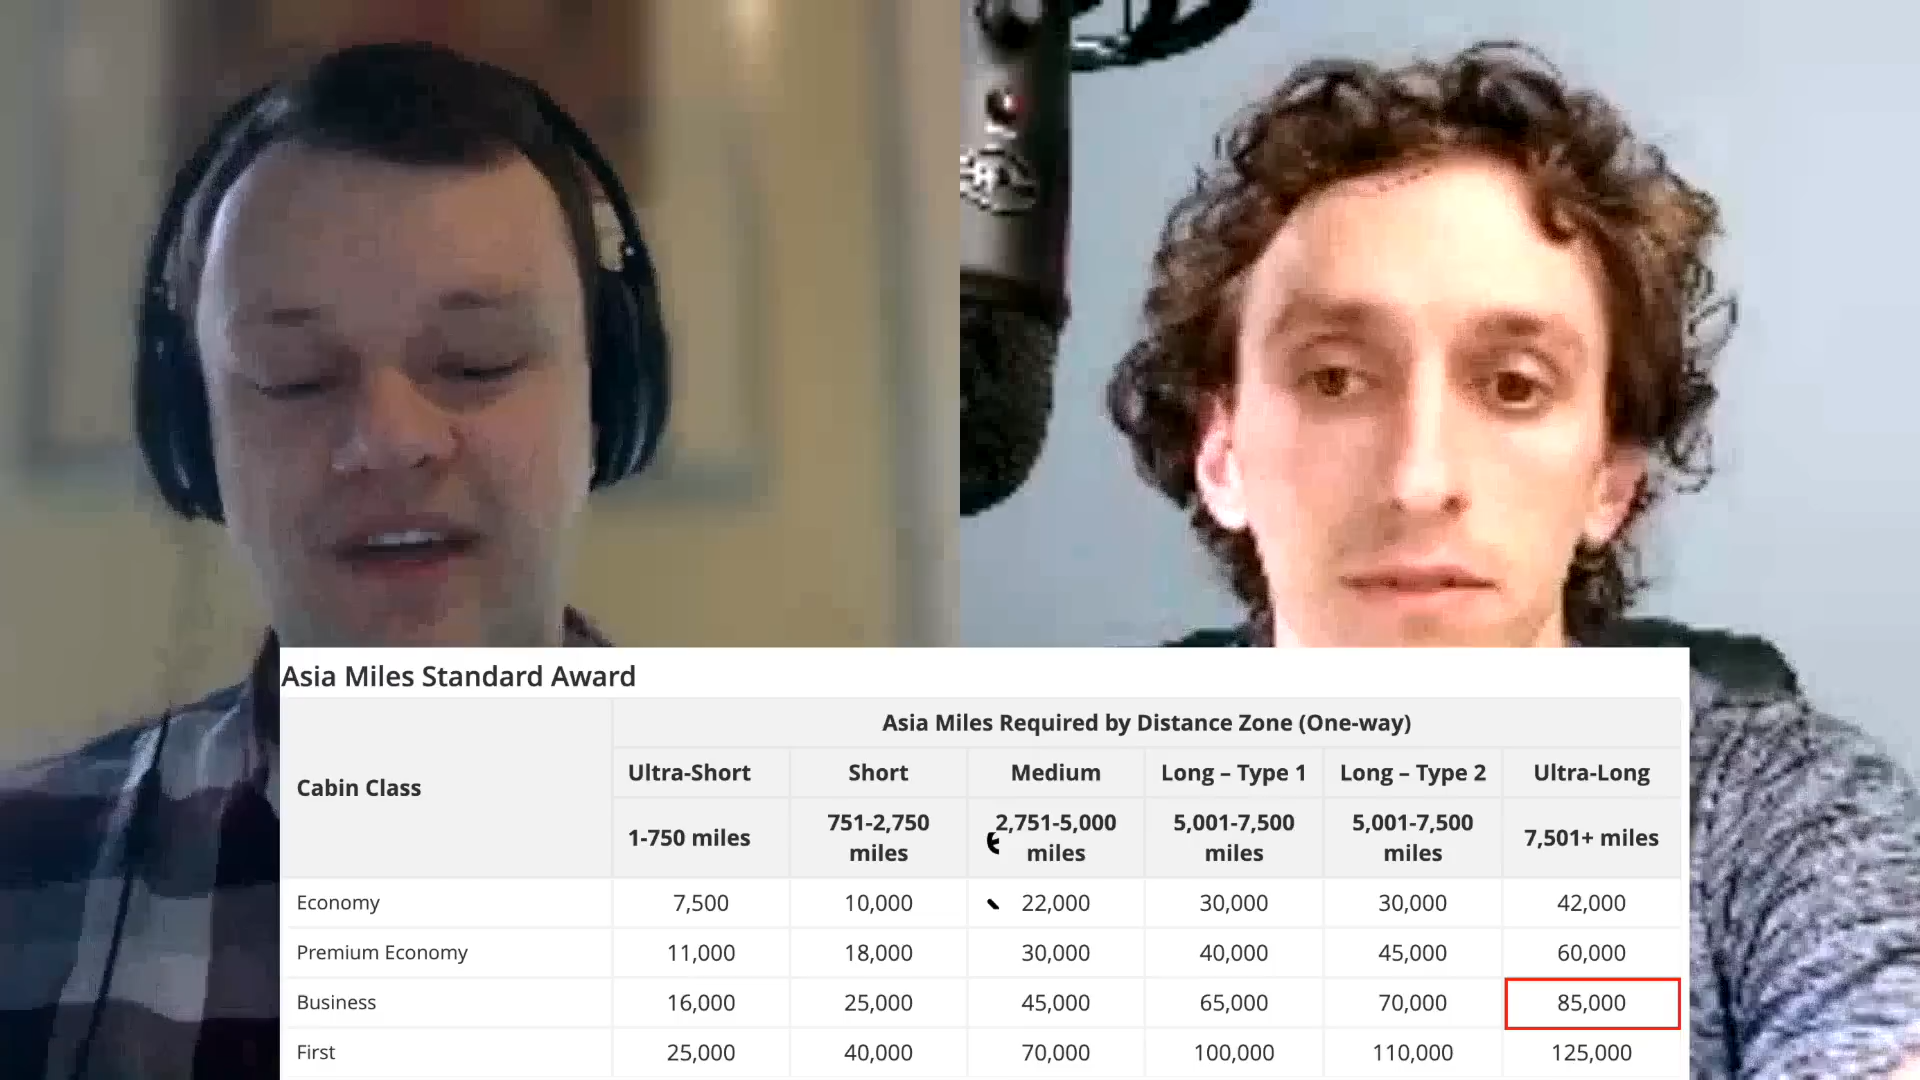 Asia Miles Standard Award
Cabin Class
Asia Miles Required by Distance Zone (One-way)
Ultra-Short Short Medium Long – Type 1 Long – Type 2 Ultra-Long
1-750 miles 751-2,750 miles 2,751-5,000 miles 5,001-7,500 miles 5,001-7,500 miles 7,501+ miles
Economy 7,500 10,000 22,000 30,000 30,000 42,000
Premium Economy 11,000 18,000 30,000 40,000 45,000 60,000
Business 16,000 25,000 45,000 65,000 70,000 85,000
First 25,000 40,000 70,000 100,000 110,000 125,000